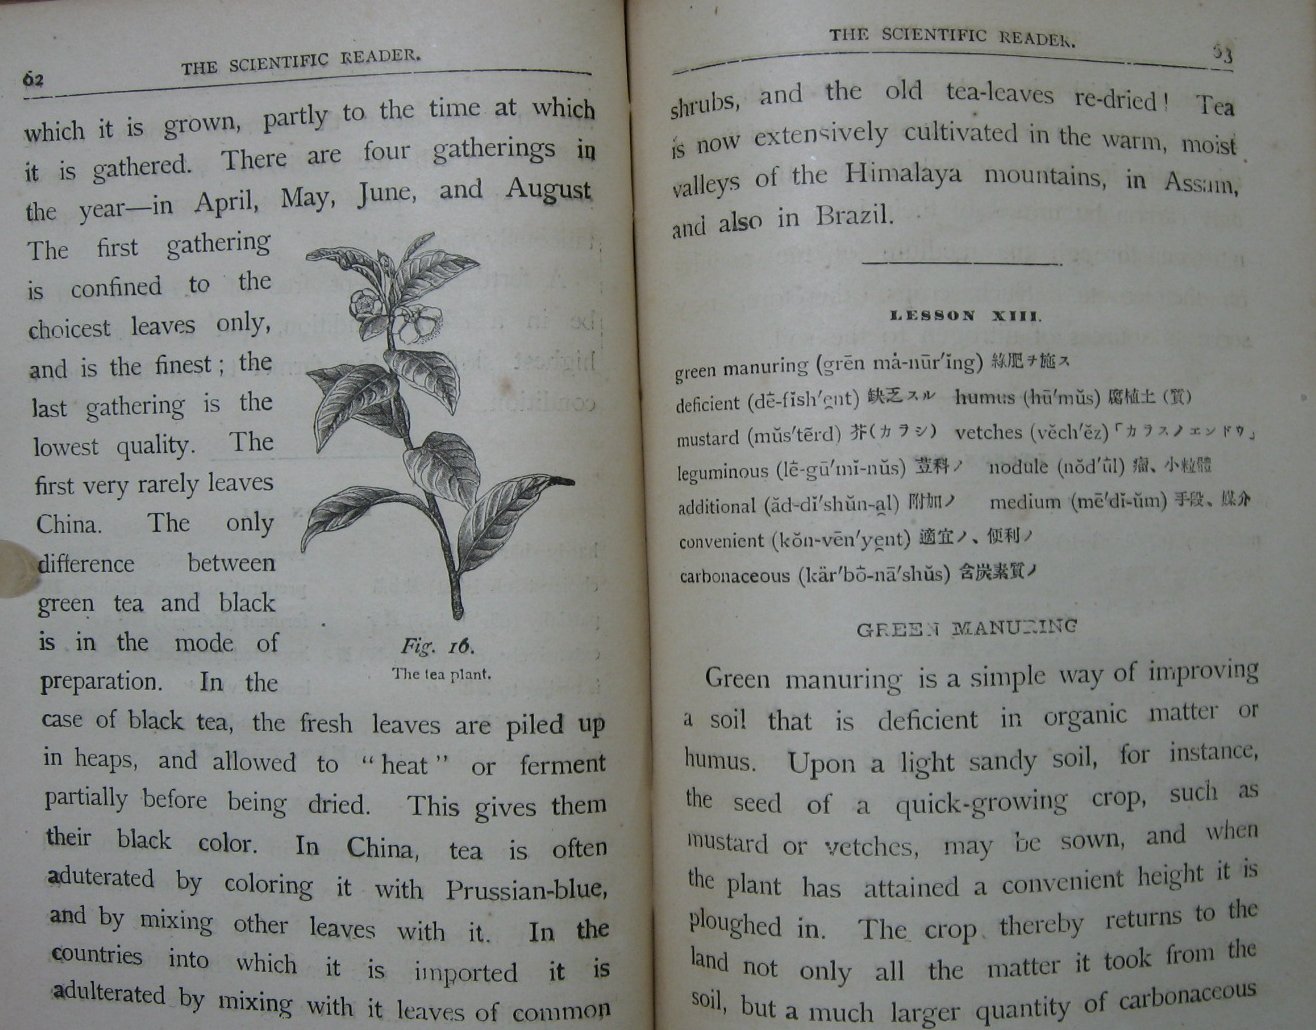 62
THE SCIENTIFIC READER.
which it is grown, partly to the time at which
it is gathered. There are four gatherings in
the year—in April, May, June, and August
The first gathering
is confined to the
choicest leaves only,
and is the finest; the
last gathering is the
lowest quality. The
first very rarely leaves
China. The only
difference between
green tea and black
is in the mode of
preparation. In the
Fig. 16.
The tea plant.
case of black tea, the fresh leaves are piled up
in heaps, and allowed to “heat” or ferment
partially before being dried. This gives them
their black color. In China, tea is often
aduterated by coloring it with Prussian-blue,
and by mixing other leaves with it. In the
countries into which it is imported it is
adulterated by mixing with it leaves of common
THE SCIENTIFIC READER.
63
shrubs, and the old tea-leaves re-dried! Tea
is now extensively cultivated in the warm, moist
valleys of the Himalaya mountains, in Assam,
and also in Brazil.
LESSON XIII.
green manuring (grēn må-nūr′ing) 綠肥ヲ施ス
deficient (dē-fĭsh′ẹnt) 缺乏スル humus (hū′mŭs) 腐植土(質)
mustard (mŭs′tẽrd) 芥(カラシ) vetches (vĕch′ĕz)「カラスノエンドウ」
leguminous (lê-gū′mĭ-nŭs) 荳科ノ nodule (nŏd′ûl) 瘤、小粒體
additional (ăd-dĭ′shŭn-ạl) 附加ノ medium (mē′dĭ-ŭm) 手段、媒介
convenient (kŏn-vēn′yẹnt) 適宜ノ、便利ノ
carbonaceous (kär′bô-nā′shŭs) 含炭素質ノ
GREEN MANURING
Green manuring is a simple way of improving
a soil that is deficient in organic matter or
humus. Upon a light sandy soil, for instance,
the seed of a quick-growing crop, such as
mustard or vetches, may be sown, and when
the plant has attained a convenient height it is
ploughed in. The crop thereby returns to the
land not only all the matter it took from the
soil, but a much larger quantity of carbonaceous